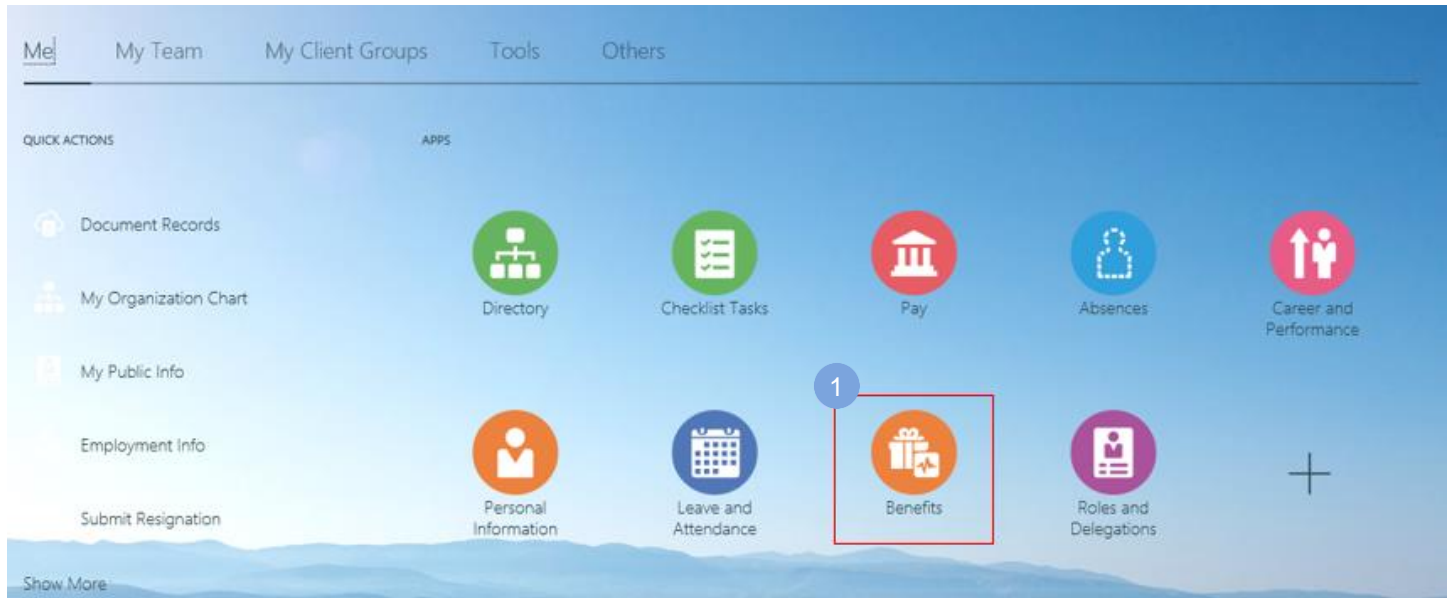 Me My Team My Client Groups Tools Others
QUICK ACTIONS
APPS
Document Records
My Organization Chart
My Public Info
Employment Info
Submit Resignation
Show More
Directory
Checklist Tasks
Pay
Absences
Career and
Performance
1
Personal
Information
Leave and
Attendance
Benefits
Roles and
Delegations